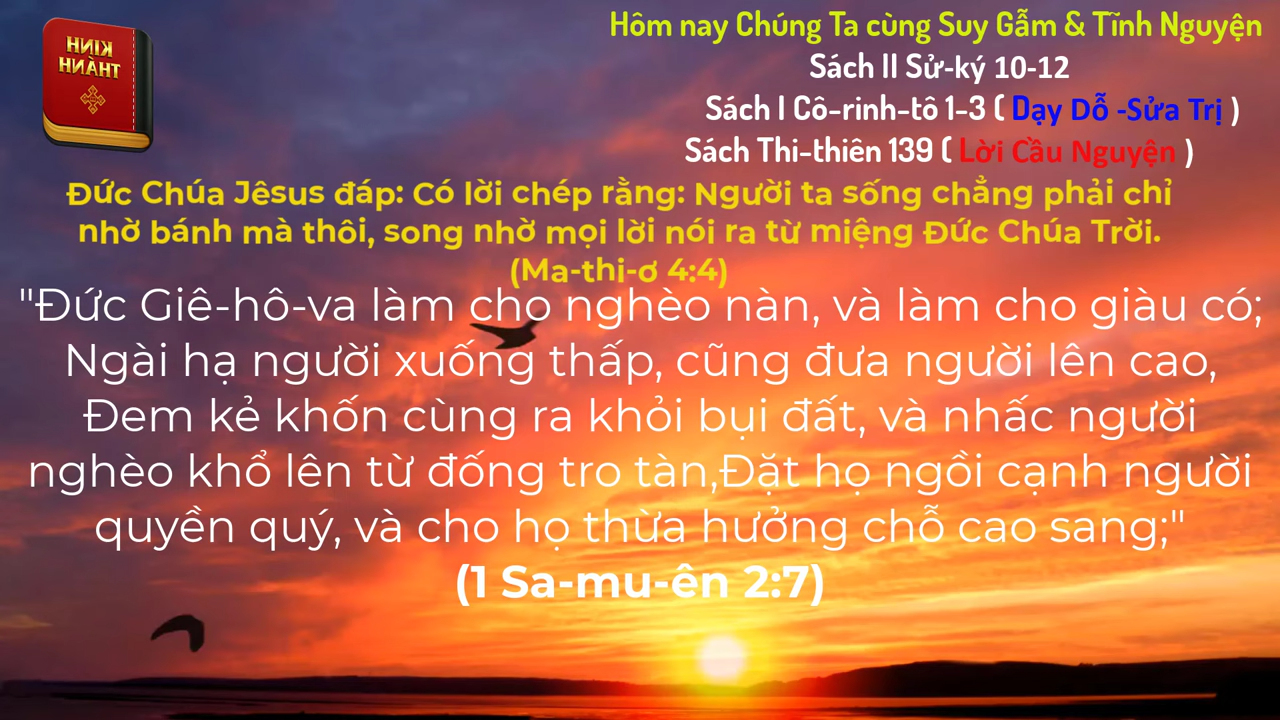 KINH
THÀNH
Hôm nay Chúng Ta cùng Suy Gẫm & Tĩnh Nguyện
Sách II Sử-ký 10-12
Sách I Cô-rinh-tô 1-3 ( Dạy Dỗ -Sửa Trị )
Sách Thi-thiên 139 ( Lời Cầu Nguyện )
Đức Chúa Jêsus đáp: Có lời chép rằng: Người ta sống chẳng phải chỉ
nhờ bánh mà thôi, song nhờ mọi lời nói ra từ miệng Đức Chúa Trời.
(Ma-thi-ơ 4:4)
"Đức Giê-hô-va làm cho nghèo nàn, và làm cho giàu có;
Ngài hạ người xuống thấp, cũng đưa người lên cao,
Đem kẻ khốn cùng ra khỏi bụi đất, và nhấc người
nghèo khổ lên từ đống tro tàn,Đặt họ ngồi cạnh người
quyền quý, và cho họ thừa hưởng chỗ cao sang;"
(1 Sa-mu-ên 2:7)